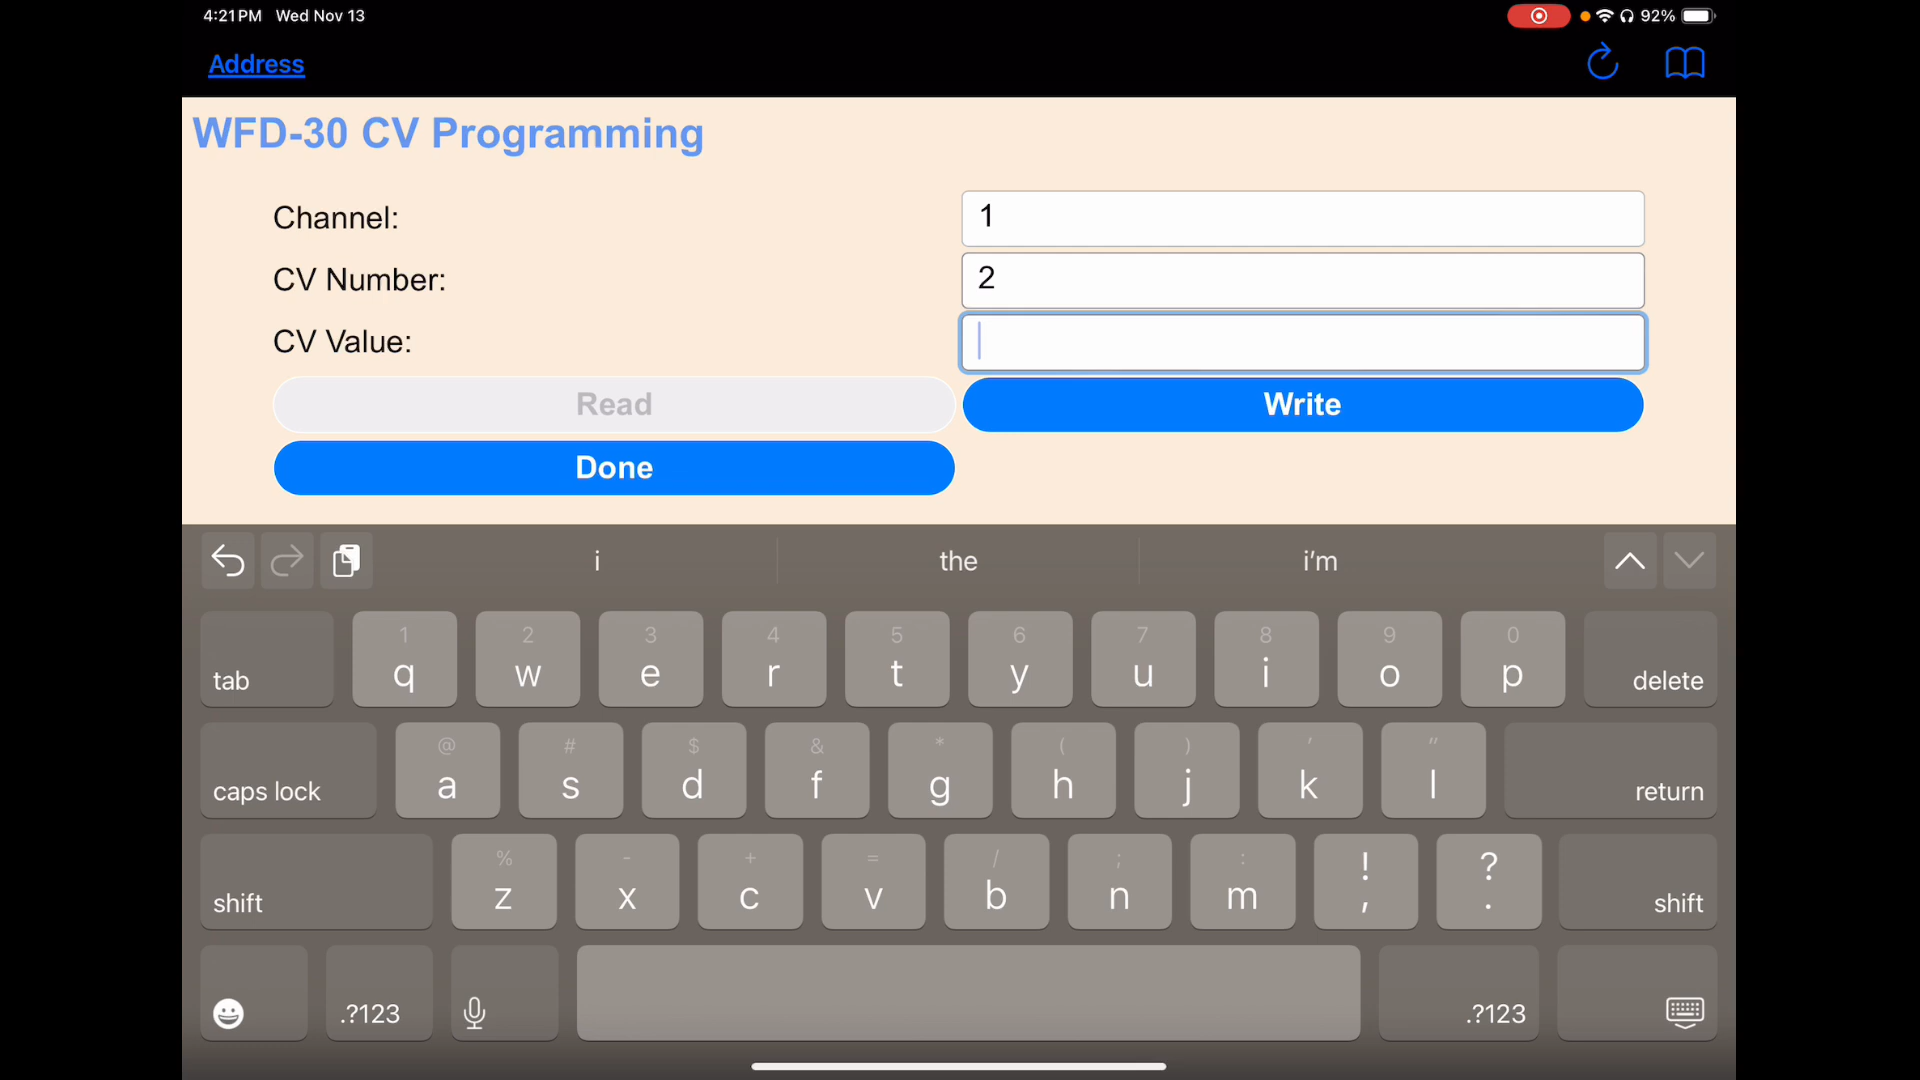 4:21 PM Wed Nov 13 92%
Address
WFD-30 CV Programming
Channel: 1
CV Number: 2
CV Value:
Read Write
Done
i the i'm
tab 1 q 2 w 3 e 4 r 5 t 6 y 7 u 8 i 9 o 0 p delete
caps lock @ a # s $ d & f * g ( h ) j ' k " l return
shift % z - x + c = v / b ; n : m ! , ? . shift
.?123 .?123